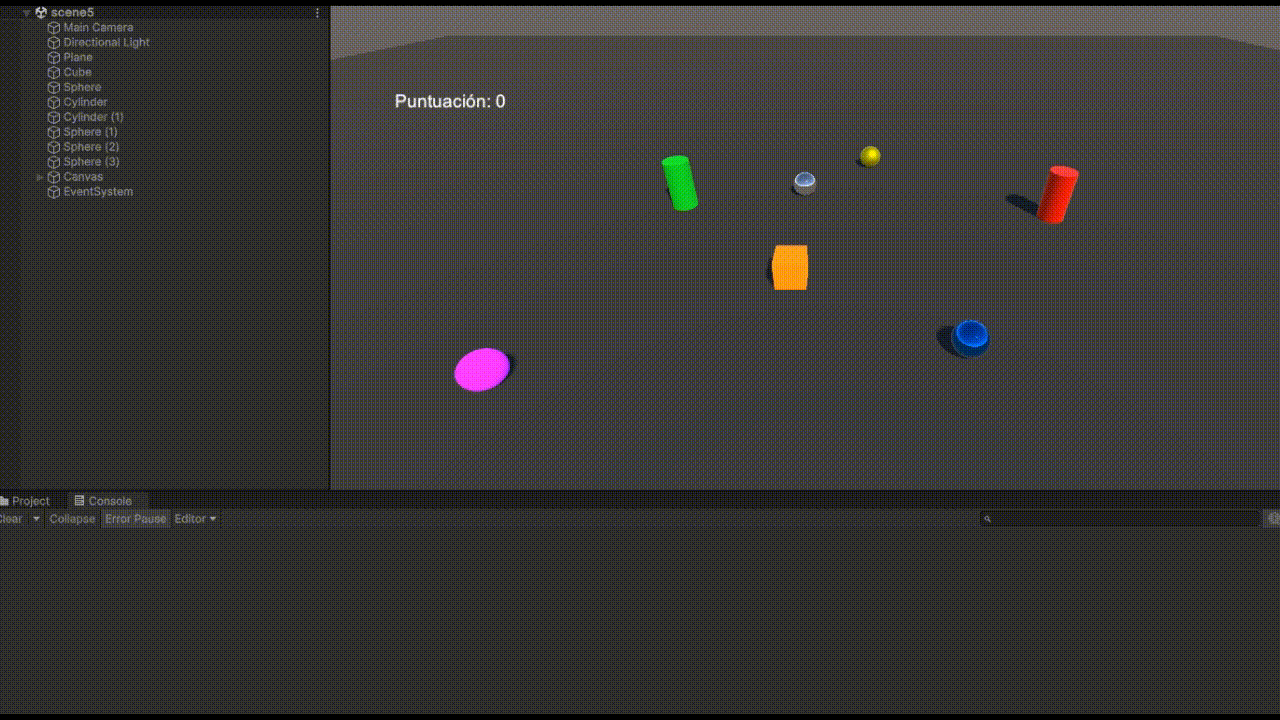 scene5
Main Camera
Directional Light
Plane
Cube
Sphere
Cylinder
Cylinder (1)
Sphere (1)
Sphere (2)
Sphere (3)
Canvas
EventSystem
Puntuación: 0
Project
Console
Clear
Collapse
Error Pause
Editor